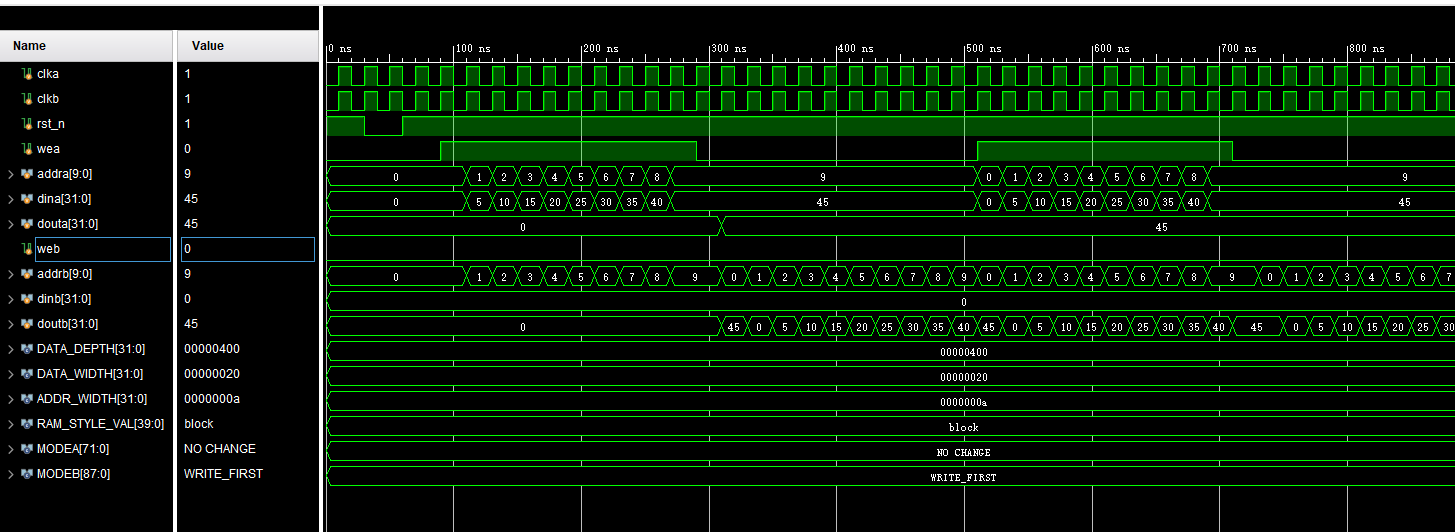 Name Value
0 ns 100 ns 200 ns 300 ns 400 ns 500 ns 600 ns 700 ns 800 ns
clka 1
clkb 1
rst_n 1
wea 0
addra[9:0] 9 0 1 2 3 4 5 6 7 8 9 0 1 2 3 4 5 6 7 8 9
dina[31:0] 45 0 5 10 15 20 25 30 35 40 45 0 5 10 15 20 25 30 35 40 45
douta[31:0] 45 0 45
web 0
addrb[9:0] 9 0 1 2 3 4 5 6 7 8 9 0 1 2 3 4 5 6 7 8 9 0 1 2 3 4 5 6 7 8 9 0 1 2 3 4 5 6 7
dinb[31:0] 0 0
doutb[31:0] 45 0 45 0 5 10 15 20 25 30 35 40 45 0 5 10 15 20 25 30 35 40 45 0 5 10 15 20 25 30
DATA_DEPTH[31:0] 00000400 00000400
DATA_WIDTH[31:0] 00000020 00000020
ADDR_WIDTH[31:0] 0000000a 0000000a
RAM_STYLE_VAL[39:0] block block
MODEA[71:0] NO CHANGE NO CHANGE
MODEB[87:0] WRITE_FIRST WRITE_FIRST